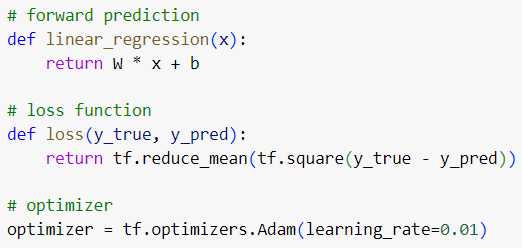 # forward prediction
def linear_regression(x):
    return W * x + b
# loss function
def loss(y_true, y_pred):
    return tf.reduce_mean(tf.square(y_true - y_pred))
# optimizer
optimizer = tf.optimizers.Adam(learning_rate=0.01)